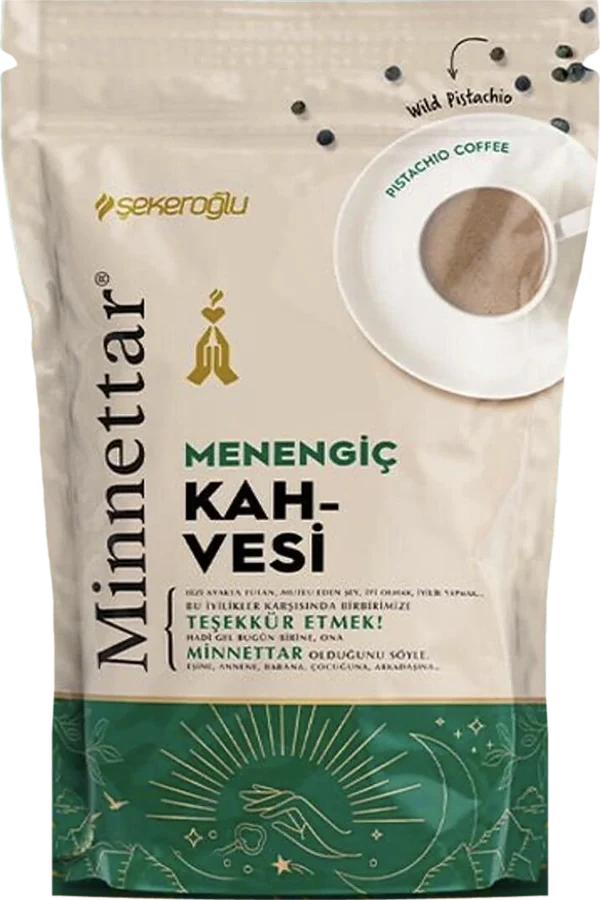 Wild Pistachio
PISTACHIO COFFEE
şekeroğlu
Minnettar®
MENENGİÇ
KAH-
VESİ
BİZİ AYAKTA TUTAN, MUTLU EDEN ŞEY, İYİ OLMAK, İYİLİK YAPMAK...
BU İYİLİKLER KARŞISINDA BİRBİRİMİZE
TEŞEKKÜR ETMEK!
HADİ GEL BUGÜN BİRİNE, ONA
MİNNETTAR OLDUĞUNU SÖYLE.
EŞİNE, ANNENE, BABANA, ÇOCUĞUNA, ARKADAŞINA...